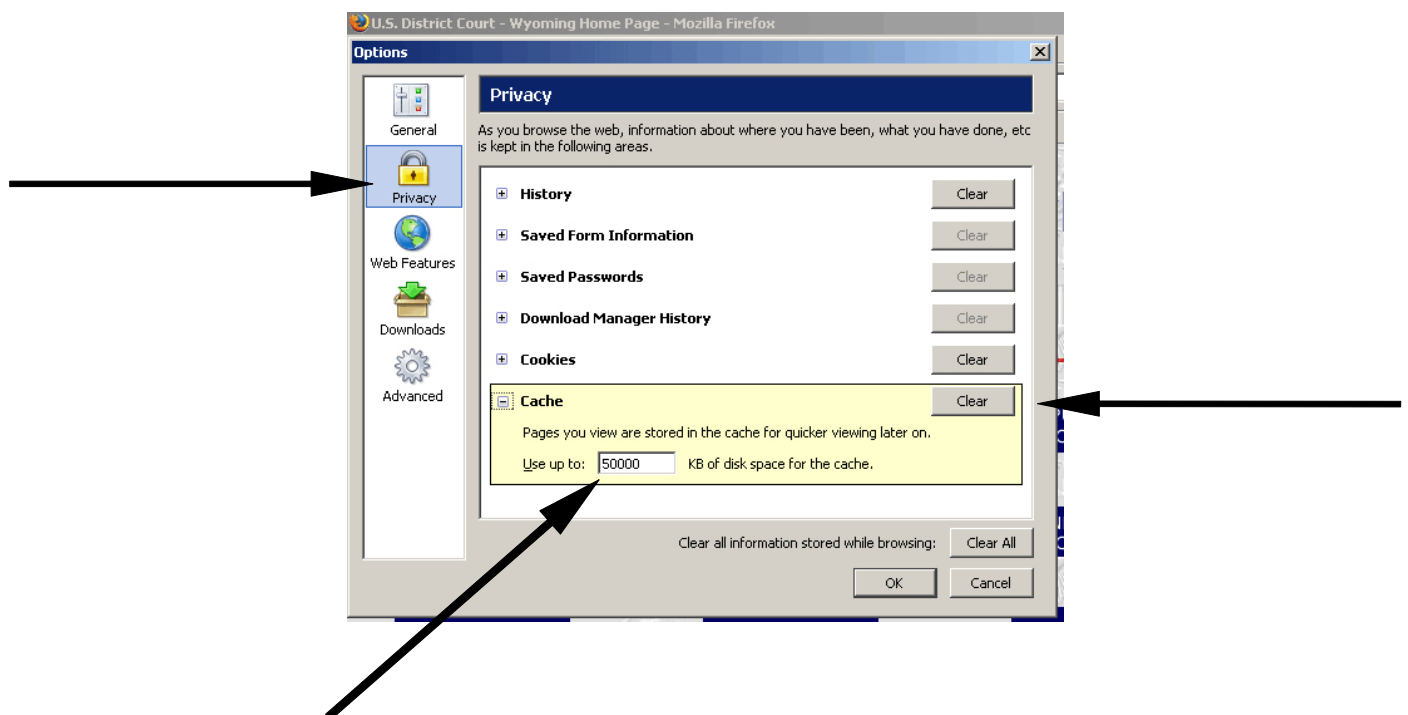 U.S. District Court - Wyoming Home Page - Mozilla Firefox
Options
General
Privacy
Web Features
Downloads
Advanced
Privacy
As you browse the web, information about where you have been, what you have done, etc
is kept in the following areas.
History Clear
Saved Form Information Clear
Saved Passwords Clear
Download Manager History Clear
Cookies Clear
Cache Clear
Pages you view are stored in the cache for quicker viewing later on.
Use up to: 50000 KB of disk space for the cache.
Clear all information stored while browsing: Clear All
OK Cancel